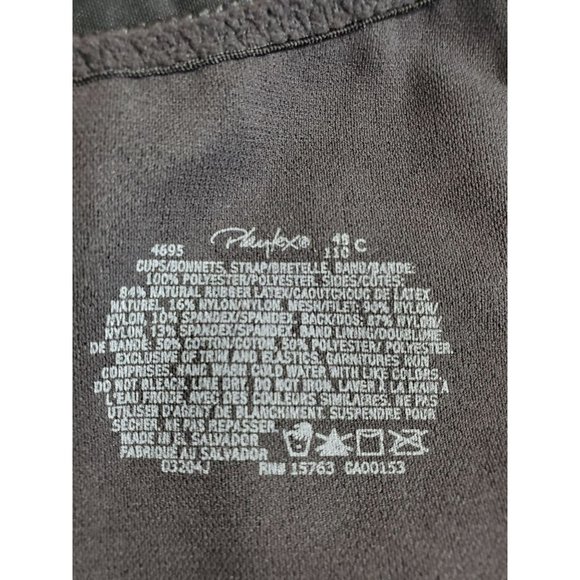 4695 Playtex® 48 C
110
CUPS/BONNETS, STRAP/BRETELLE, BAND/BANDE:
100% POLYESTER/POLYESTER. SIDES/COTES:
84% NATURAL RUBBER LATEX/CAOUTCHOUC DE LATEX
NATUREL, 16% NYLON/NYLON. MESH/FILET: 90% NYLON/
NYLON, 10% SPANDEX/SPANDEX. BACK/DOS: 87% NYLON/
NYLON, 13% SPANDEX/SPANDEX. BAND LINING/DOUBLURE
DE BANDE: 50% COTTON/COTON, 50% POLYESTER/ POLYESTER.
EXCLUSIVE OF TRIM AND ELASTICS. GARNITURES NON
COMPRISES. HAND WASH COLD WATER WITH LIKE COLORS.
DO NOT BLEACH. LINE DRY. DO NOT IRON. LAVER À LA MAIN À
L'EAU FROISE AVEC DES COULEURS SIMILAIRES. NE PAS
UTILISER D'AGENT DE BLANCHIMENT. SUSPENDRE POUR
SÉCHER. NE PAS REPASSER.
MADE IN EL SALVADOR
FABRIQUÉ AU SALVADOR
03204J RN# 15763 CA00153